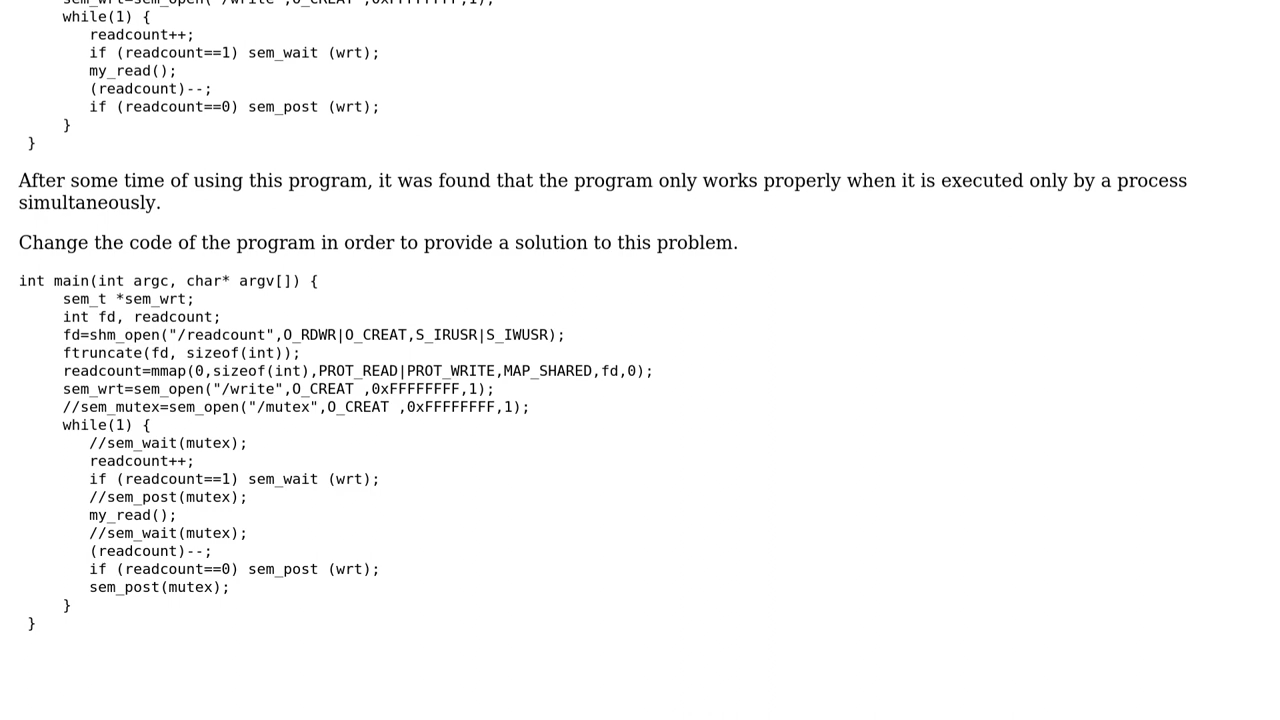 sem_wrt=sem_open("/write",O_CREAT ,0xFFFFFFFF,1);
while(1) {
readcount++;
if (readcount==1) sem_wait (wrt);
my_read();
(readcount)--;
if (readcount==0) sem_post (wrt);
}
}
After some time of using this program, it was found that the program only works properly when it is executed only by a process
simultaneously.
Change the code of the program in order to provide a solution to this problem.
int main(int argc, char* argv[]) {
sem_t *sem_wrt;
int fd, readcount;
fd=shm_open("/readcount",O_RDWR|O_CREAT,S_IRUSR|S_IWUSR);
ftruncate(fd, sizeof(int));
readcount=mmap(0,sizeof(int),PROT_READ|PROT_WRITE,MAP_SHARED,fd,0);
sem_wrt=sem_open("/write",O_CREAT ,0xFFFFFFFF,1);
//sem_mutex=sem_open("/mutex",O_CREAT ,0xFFFFFFFF,1);
while(1) {
//sem_wait(mutex);
readcount++;
if (readcount==1) sem_wait (wrt);
//sem_post(mutex);
my_read();
//sem_wait(mutex);
(readcount)--;
if (readcount==0) sem_post (wrt);
sem_post(mutex);
}
}